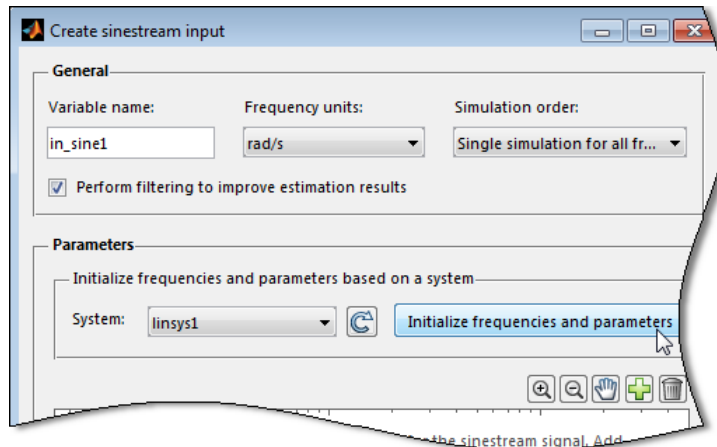 Create sinestream input
General
Variable name: Frequency units: Simulation order:
in_sine1 rad/s Single simulation for all fr...
Perform filtering to improve estimation results
Parameters
Initialize frequencies and parameters based on a system
System: linsys1 Initialize frequencies and parameters
the sinestream signal. Add